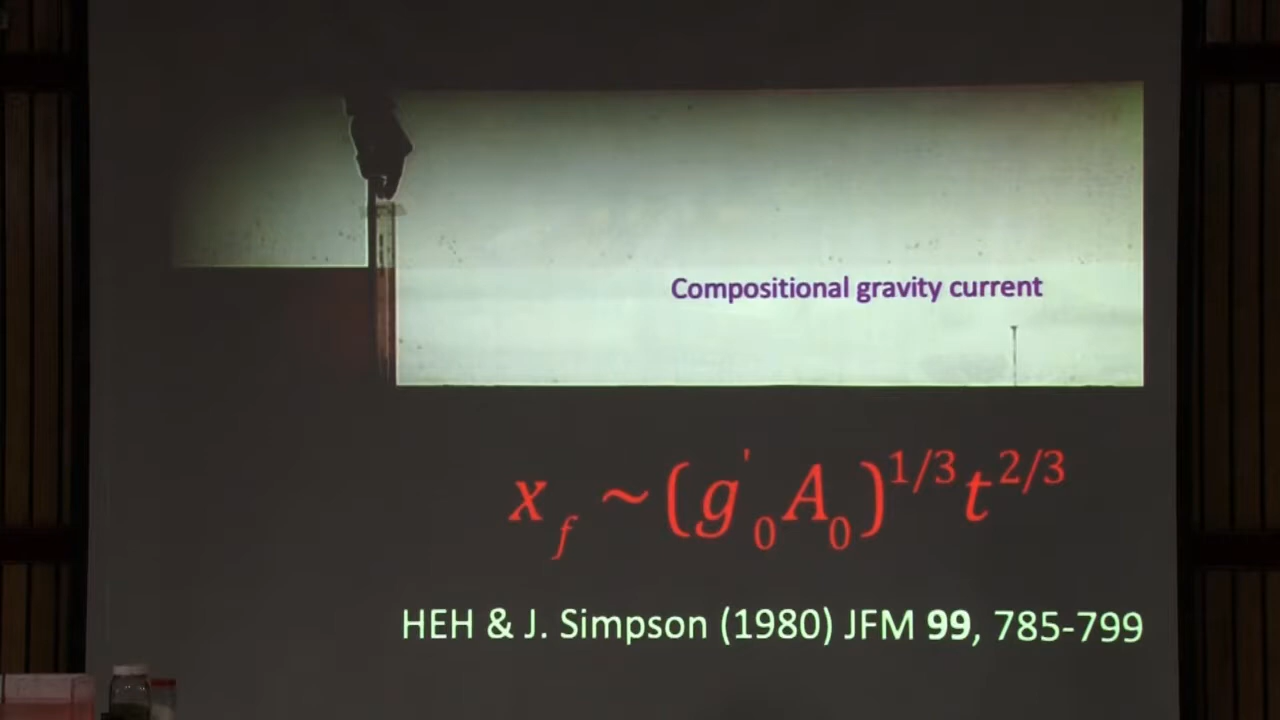 Compositional gravity current
x_f ~ (g'_0 A_0)^{1/3} t^{2/3}
HEH & J. Simpson (1980) JFM 99, 785-799